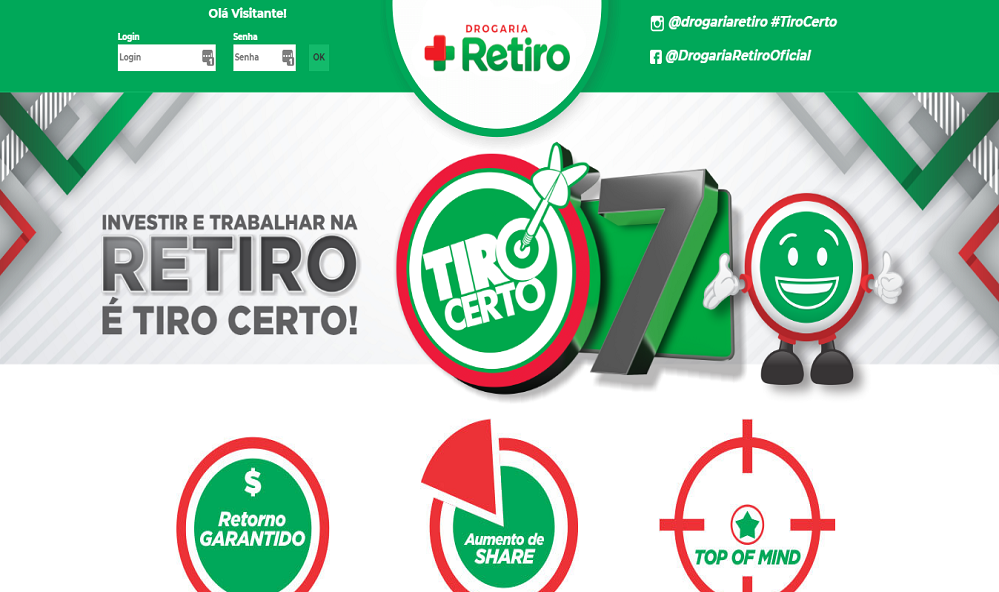 Olá Visitante!
Login
Senha
Login
Senha
OK
DROGARIA
Retiro
@drogariaretiro #TiroCerto
@DrogariaRetiroOficial
INVESTIR E TRABALHAR NA
RETIRO
É TIRO CERTO!
TIRO
CERTO
7
$
Retorno
GARANTIDO
Aumento de
SHARE
TOP OF MIND